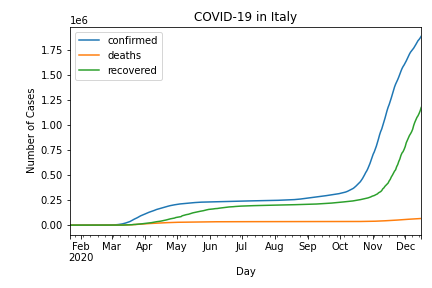 COVID-19 in Italy
1e6
confirmed
deaths
recovered
1.75
1.50
1.25
1.00
0.75
0.50
0.25
0.00
Number of Cases
Feb Mar Apr May Jun Jul Aug Sep Oct Nov Dec
2020
Day